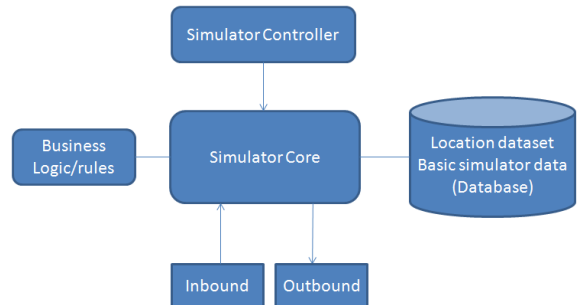 Simulator Controller
Business
Logic/rules
Simulator Core
Location dataset
Basic simulator data
(Database)
Inbound
Outbound